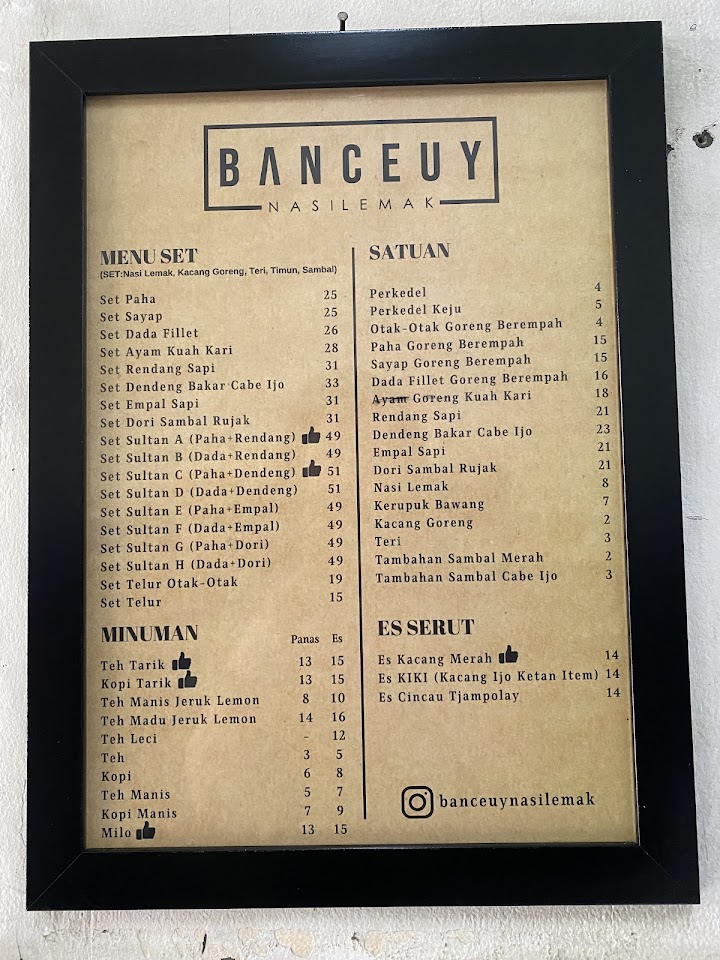 BANCEUY
NASILEMAK
MENU SET
(SET:Nasi Lemak, Kacang Goreng, Teri, Timun, Sambal)
Set Paha 25
Set Sayap 25
Set Dada Fillet 26
Set Ayam Kuah Kari 28
Set Rendang Sapi 31
Set Dendeng Bakar Cabe Ijo 33
Set Empal Sapi 31
Set Dori Sambal Rujak 31
Set Sultan A (Paha+Rendang) 49
Set Sultan B (Dada+Rendang) 49
Set Sultan C (Paha+Dendeng) 51
Set Sultan D (Dada+Dendeng) 51
Set Sultan E (Paha+Empal) 49
Set Sultan F (Dada+Empal) 49
Set Sultan G (Paha+Dori) 49
Set Sultan H (Dada+Dori) 49
Set Telur Otak-Otak 19
Set Telur 15
MINUMAN Panas Es
Teh Tarik 13 15
Kopi Tarik 13 15
Teh Manis Jeruk Lemon 8 10
Teh Madu Jeruk Lemon 14 16
Teh Leci - 12
Teh 3 5
Kopi 6 8
Teh Manis 5 7
Kopi Manis 7 9
Milo 13 15
SATUAN
Perkedel 4
Perkedel Keju 5
Otak-Otak Goreng Berempah 4
Paha Goreng Berempah 15
Sayap Goreng Berempah 15
Dada Fillet Goreng Berempah 16
Ayam Goreng Kuah Kari 18
Rendang Sapi 21
Dendeng Bakar Cabe Ijo 23
Empal Sapi 21
Dori Sambal Rujak 21
Nasi Lemak 8
Kerupuk Bawang 7
Kacang Goreng 2
Teri 3
Tambahan Sambal Merah 2
Tambahan Sambal Cabe Ijo 3
ES SERUT
Es Kacang Merah 14
Es KIKI (Kacang Ijo Ketan Item) 14
Es Cincau Tjampolay 14
banceuynasilemak